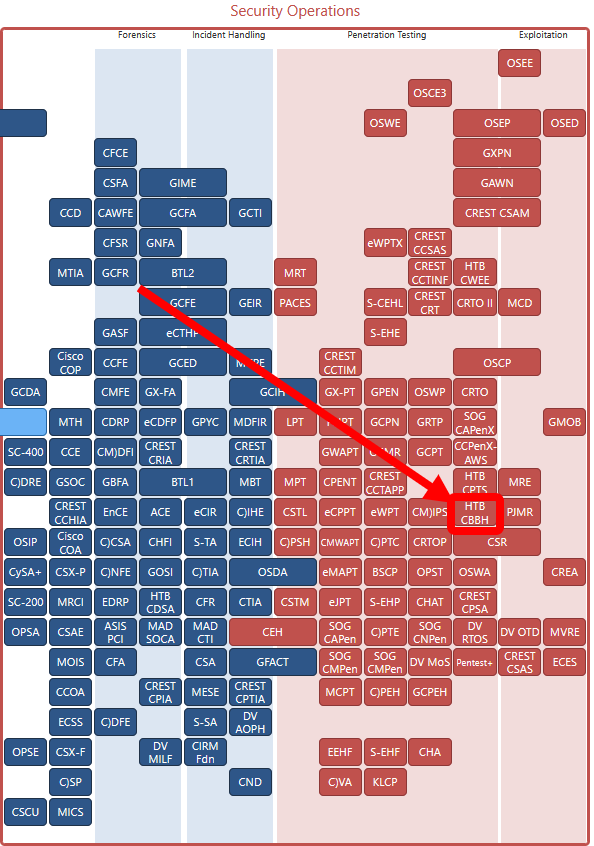 Security Operations
Forensics Incident Handling Penetration Testing Exploitation
OSEE
OSCE3
OSWE OSEP OSED
CFCE GXPN
CSFA GIME GAWN
CCD CAWFE GCFA GCTI CREST CSAM
CFSR GNFA eWPTX CREST
CCSAS
MTIA GCFR BTL2 MRT CREST
CCTINF HTB
CWEE
GCFE GEIR PACES S-CEHL CREST
CRT CRTO II MCD
GASF eCTHP S-EHE
Cisco
COP CCFE GCED CREST
CCTIM OSCP
GCDA CMFE GX-FA GCIH GX-PT GPEN OSWP CRTO
MTH CDRP eCDFP GPYC MDFIR LPT GCPN GRTP SOG
CAPenX GMOB
SC-400 CCE CM)DFI CREST
CRIA CREST
CRTIA GWAPT GCPT CCPenX-
AWS
C)DRE GSOC GBFA BTL1 MBT MPT CPENT CREST
CCTAPP HTB
CPTS MRE
CREST
CCHIA EnCE ACE eCIR C)IHE CSTL eCPPT eWPT CM)IPS HTB
CBBH PJMR
OSIP Cisco
COA C)CSA CHFI S-TA ECIH C)PSH CMWAPT C)PTC CRTOP CSR
CySA+ CSX-P C)NFE GOSI C)TIA OSDA eMAPT BSCP OPST OSWA CREA
SC-200 MRCI EDRP HTB
CDSA CFR CTIA CSTM eJPT S-EHP CHAT CREST
CPSA
OPSA CSAE ASIS
PCI MAD
SOCA MAD
CTI CEH SOG
CAPen C)PTE SOG
CNPen DV
RTOS DV OTD MVRE
MOIS CFA CSA GFACT SOG
CMPen SOG
CMPen DV MoS Pentest+ CREST
CSAS ECES
CCOA CREST
CPIA MESE CREST
CPTIA MCPT C)PEH GCPEH
ECSS C)DFE S-SA DV
AOPH
OPSE CSX-F DV
MILF CIRM
Fdn EEHF S-EHF CHA
C)SP CND C)VA KLCP
CSCU MICS